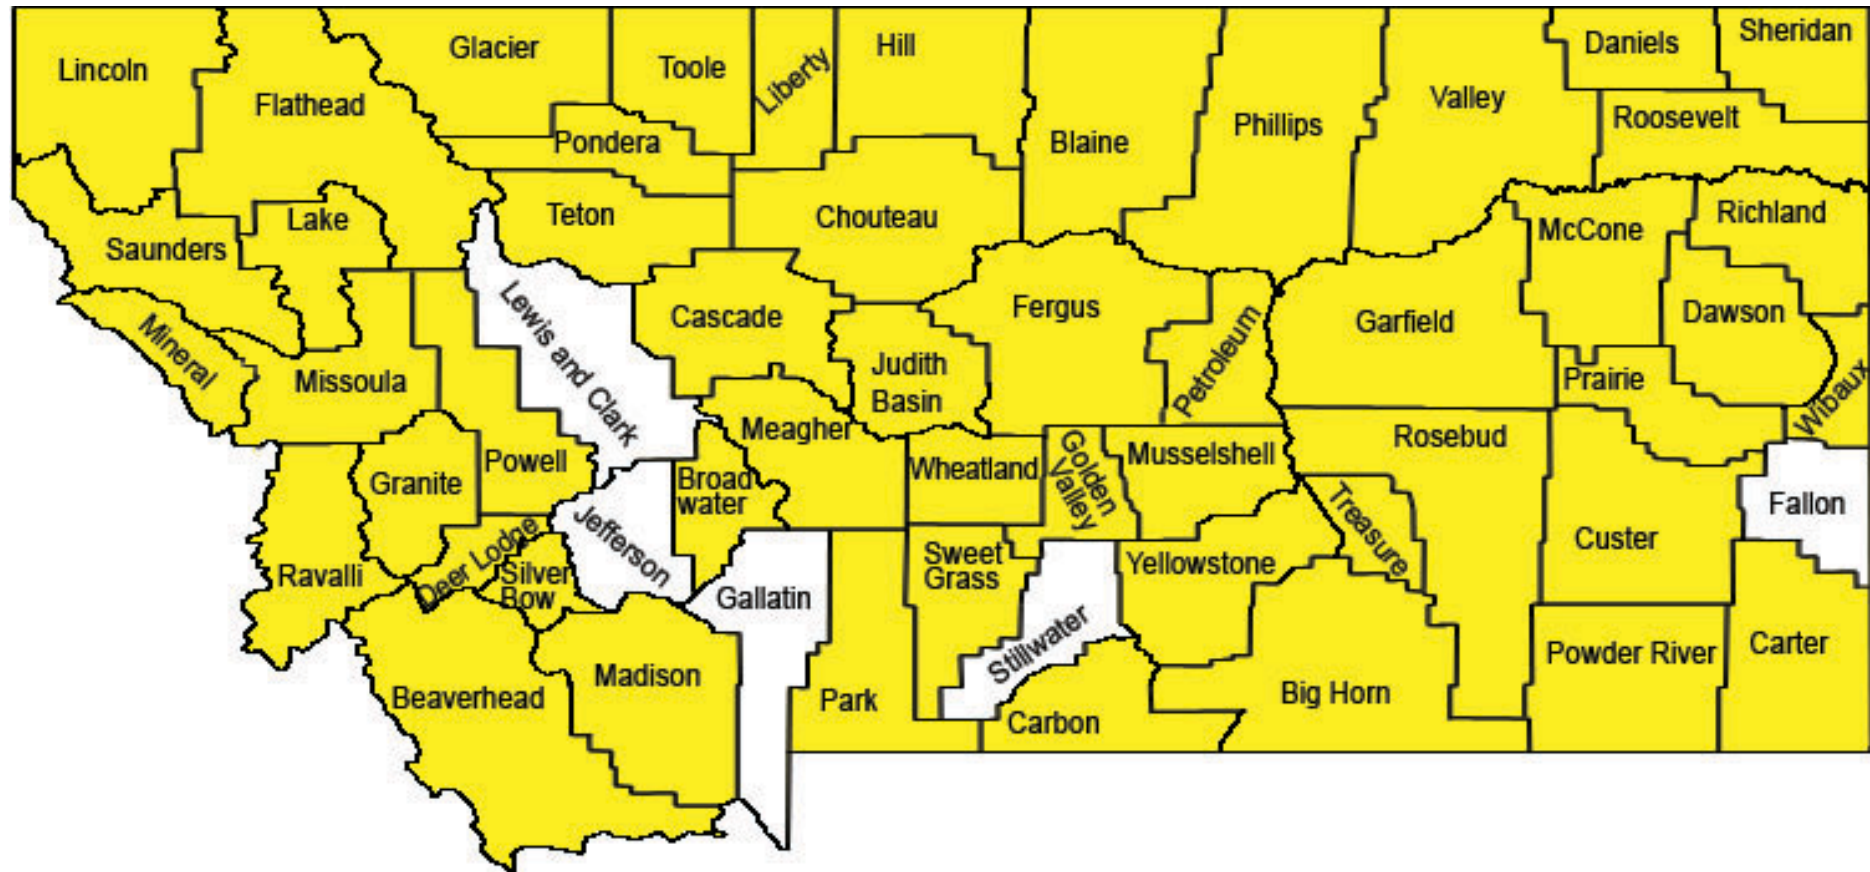 Lincoln
Flathead
Glacier
Toole
Liberty
Hill
Blaine
Phillips
Valley
Daniels
Sheridan
Roosevelt
Pondera
Teton
Chouteau
Saunders
Lake
McCone
Richland
Mineral
Missoula
Lewis and Clark
Cascade
Judith
Basin
Fergus
Petroleum
Garfield
Dawson
Prairie
Wibaux
Powell
Granite
Meagher
Broad
water
Wheatland
Golden
Valley
Musselshell
Rosebud
Treasure
Custer
Fallon
Ravalli
Deer Lodge
Silver
Bow
Jefferson
Gallatin
Sweet
Grass
Stillwater
Yellowstone
Beaverhead
Madison
Park
Carbon
Big Horn
Powder River
Carter